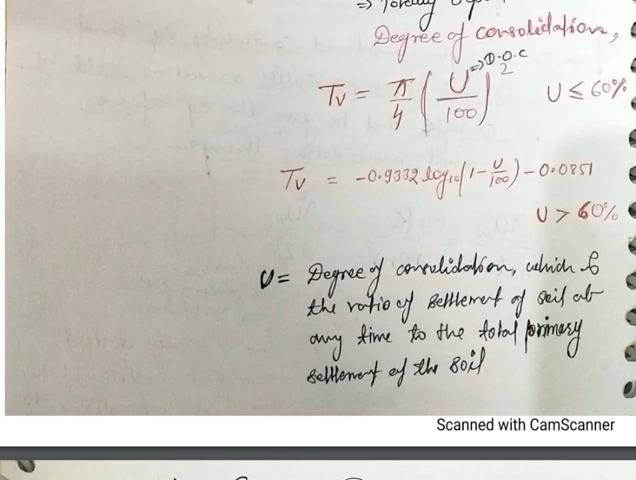 ⇒ Totally
Degree of consolidation,
⇒ D.O.C
Tv = π/4 (U/100)² U ≤ 60%
Tv = -0.9332 log10(1-U/100) - 0.0851
U > 60%
U = Degree of consolidation, which is
the ratio of settlement of soil at
any time to the total primary
settlement of the soil
Scanned with CamScanner